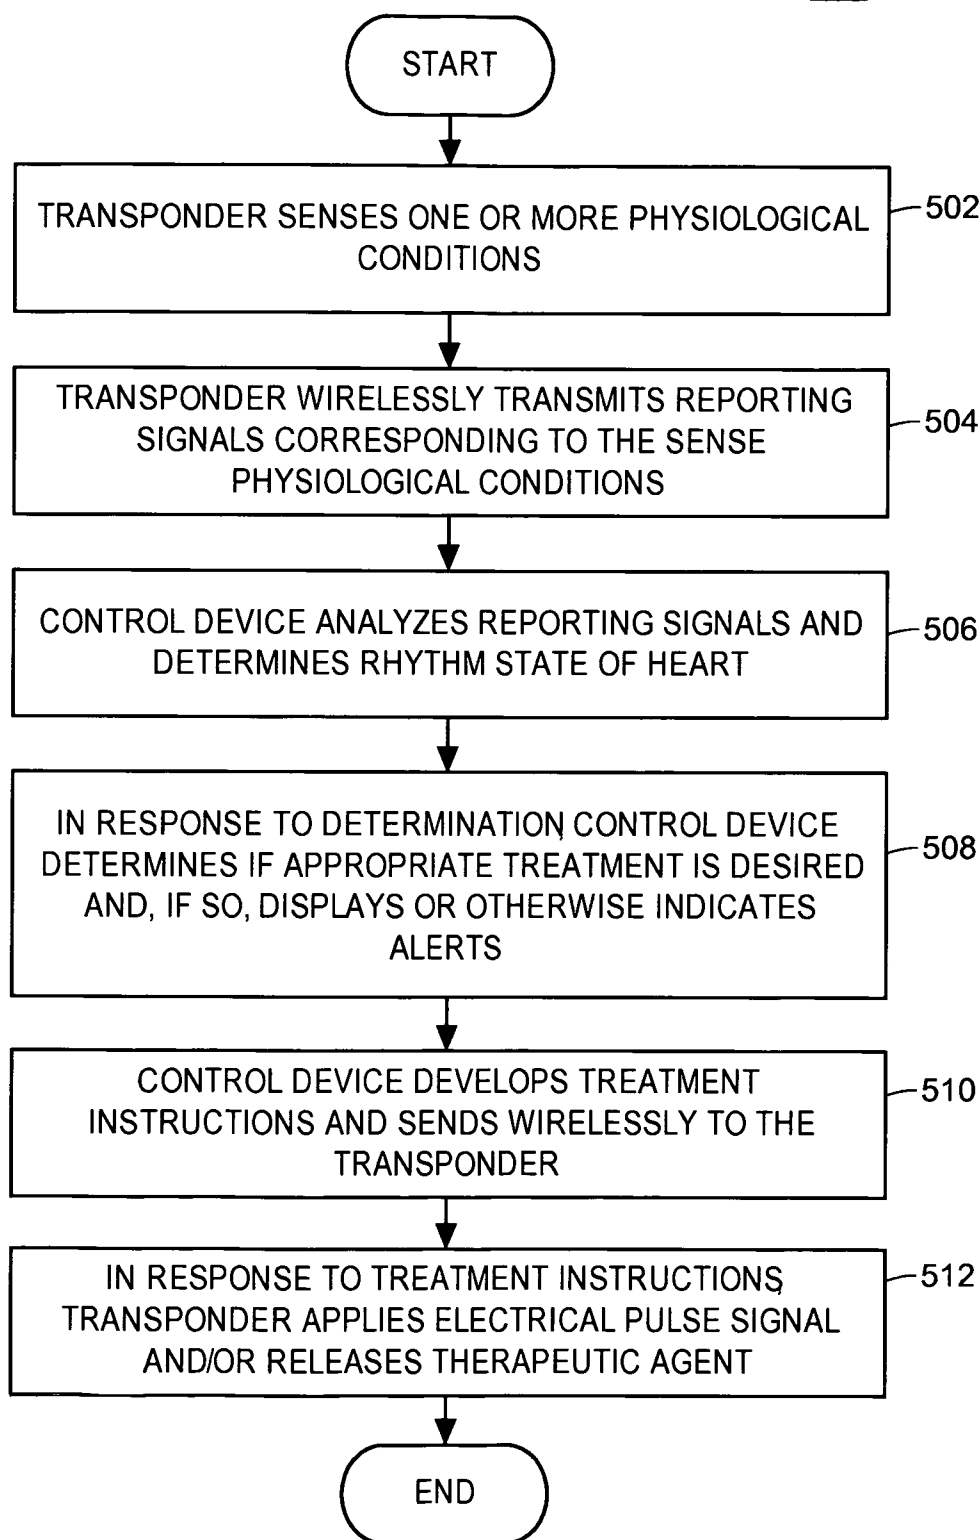 START
TRANSPONDER SENSES ONE OR MORE PHYSIOLOGICAL
CONDITIONS
502
TRANSPONDER WIRELESSLY TRANSMITS REPORTING
SIGNALS CORRESPONDING TO THE SENSE
PHYSIOLOGICAL CONDITIONS
504
CONTROL DEVICE ANALYZES REPORTING SIGNALS AND
DETERMINES RHYTHM STATE OF HEART
506
IN RESPONSE TO DETERMINATION, CONTROL DEVICE
DETERMINES IF APPROPRIATE TREATMENT IS DESIRED
AND, IF SO, DISPLAYS OR OTHERWISE INDICATES
ALERTS
508
CONTROL DEVICE DEVELOPS TREATMENT
INSTRUCTIONS AND SENDS WIRELESSLY TO THE
TRANSPONDER
510
IN RESPONSE TO TREATMENT INSTRUCTIONS,
TRANSPONDER APPLIES ELECTRICAL PULSE SIGNAL
AND/OR RELEASES THERAPEUTIC AGENT
512
END